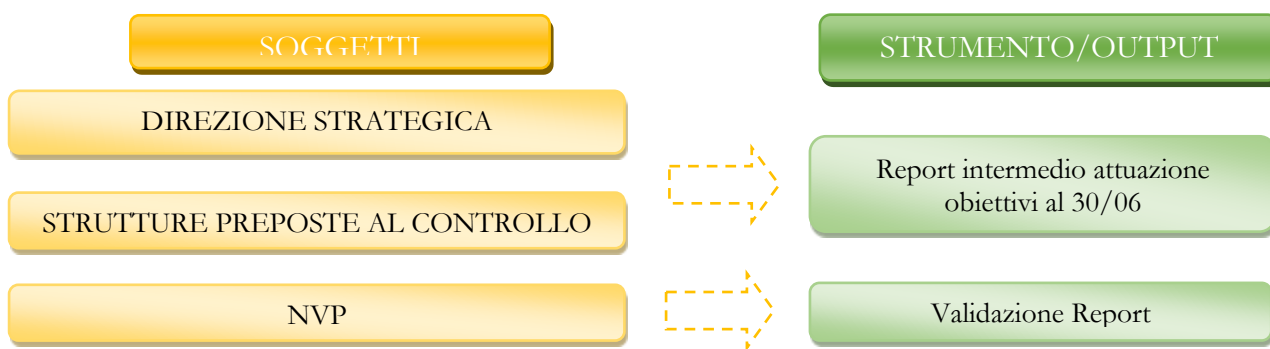 SOGGETTI
STRUMENTO/OUTPUT
DIREZIONE STRATEGICA
STRUTTURE PREPOSTE AL CONTROLLO
Report intermedio attuazione
obiettivi al 30/06
NVP
Validazione Report